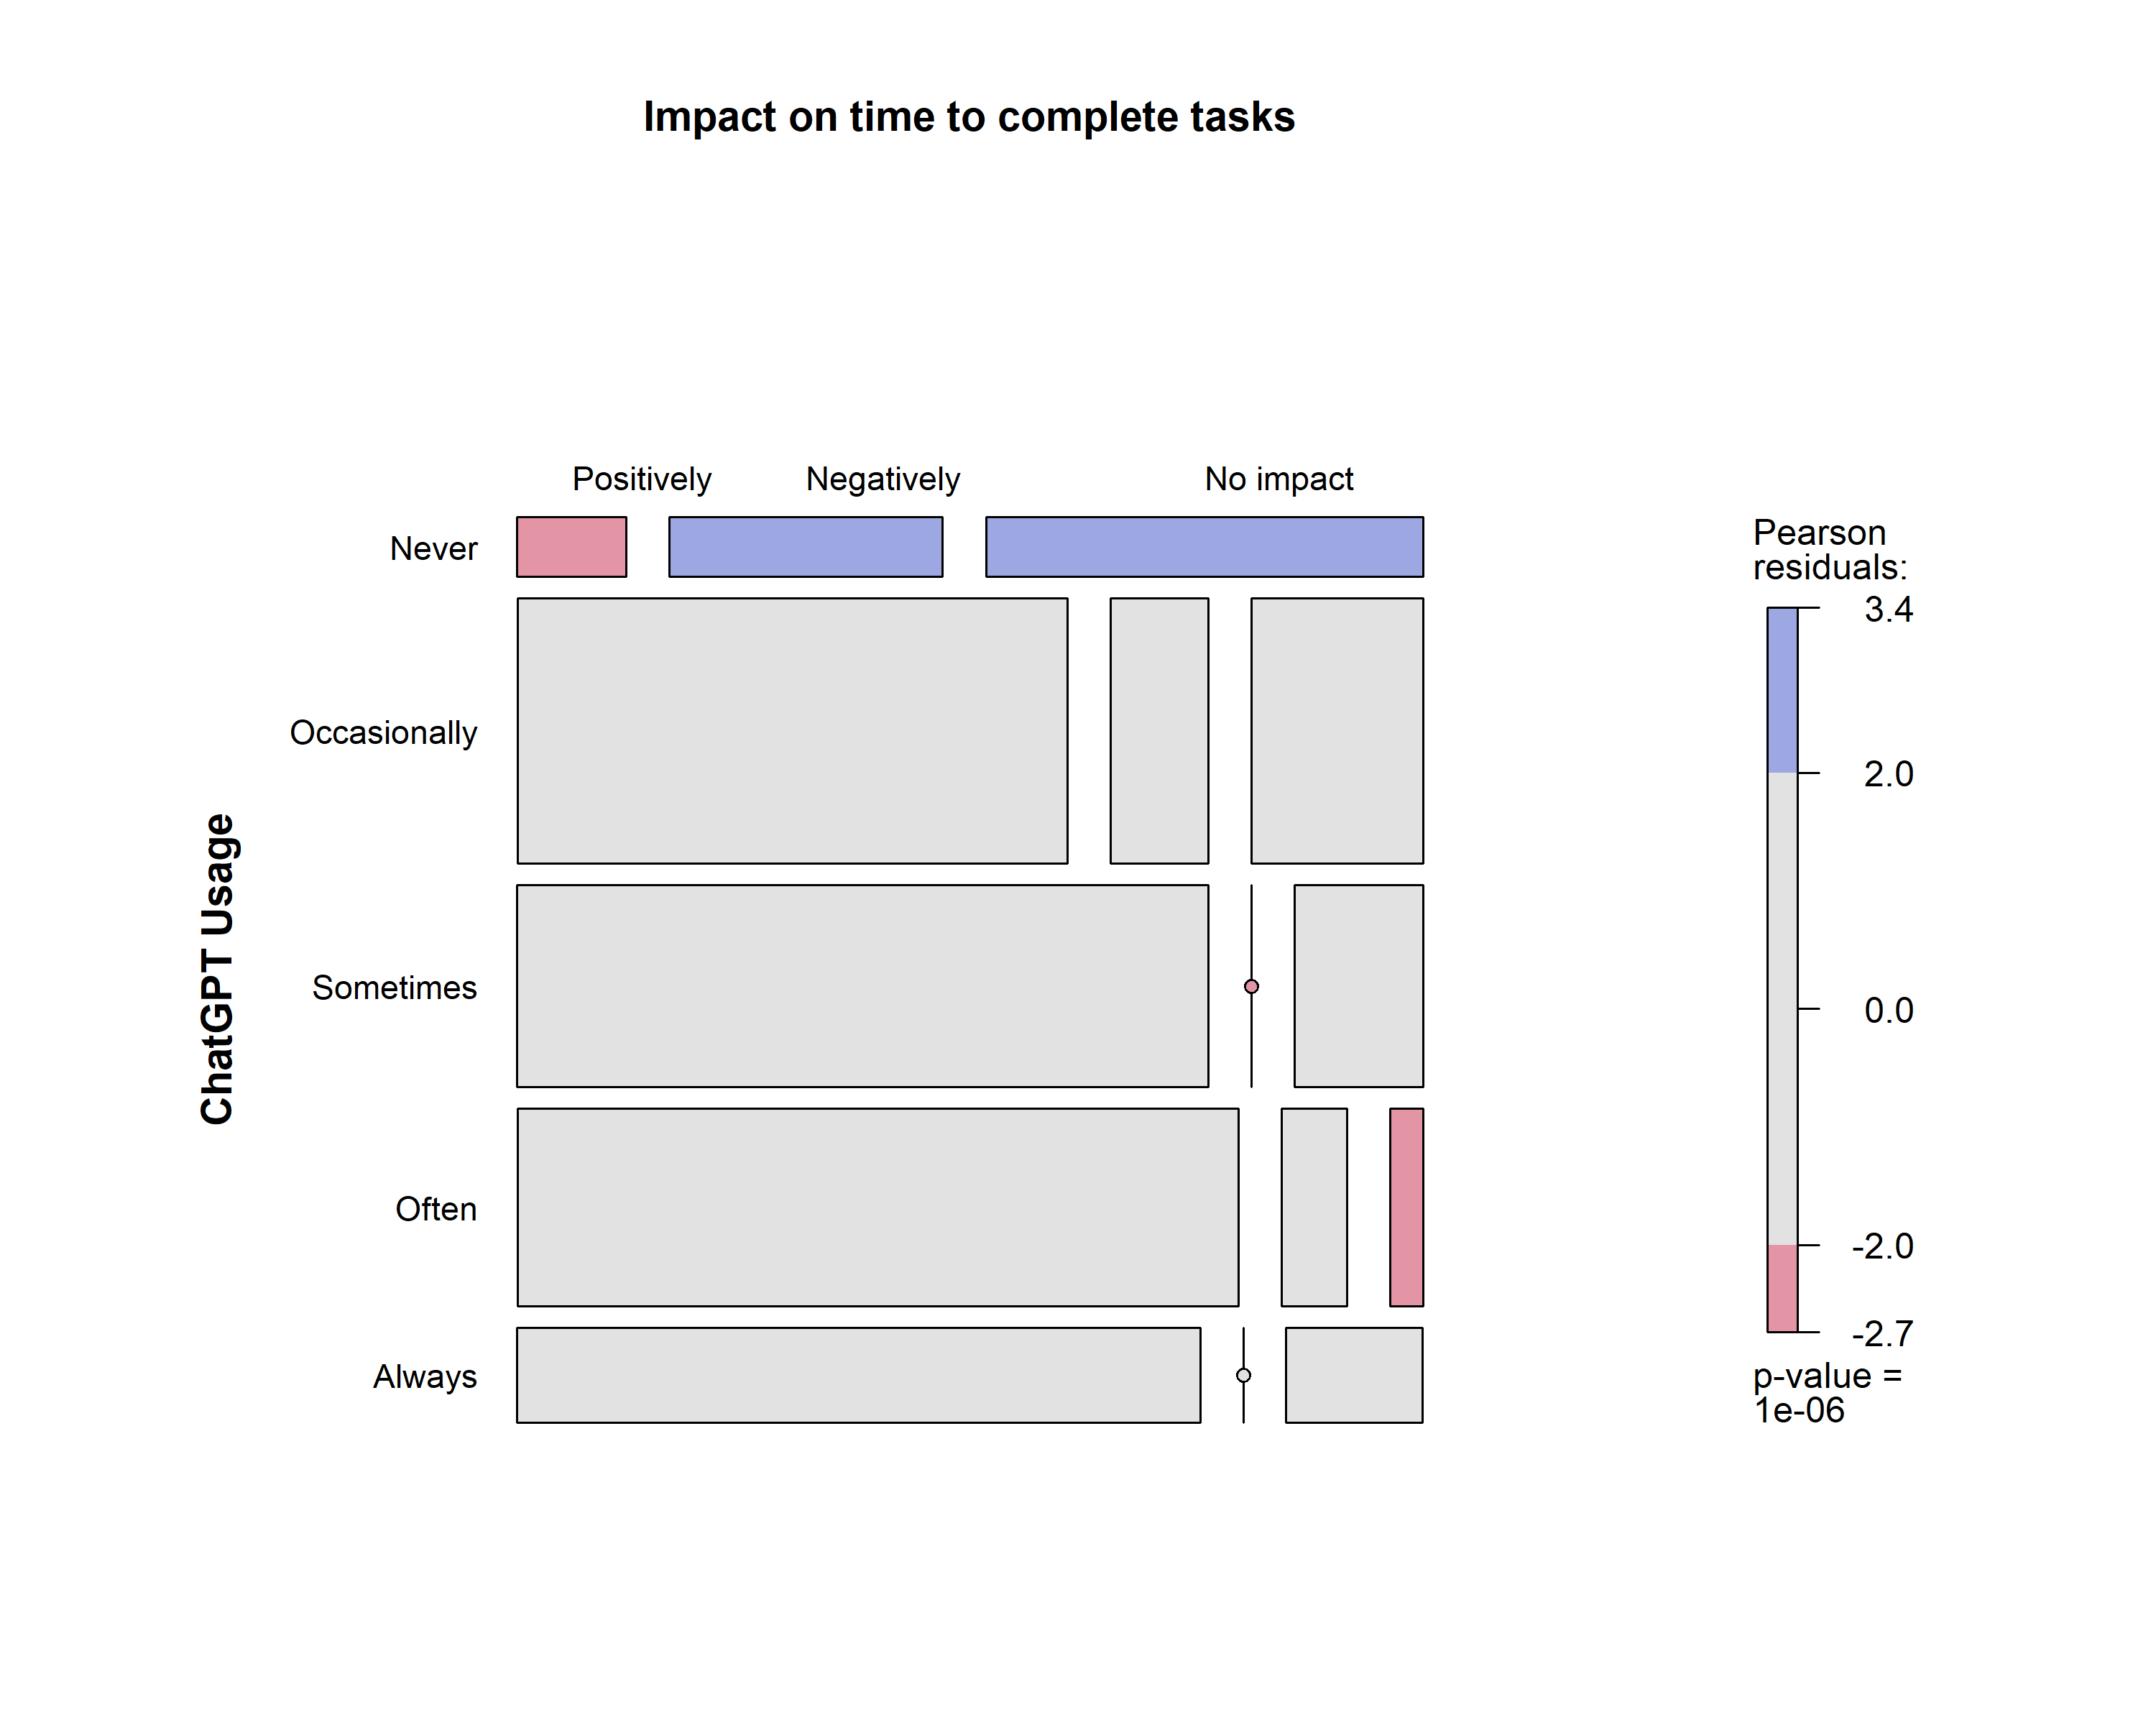 Impact on time to complete tasks
Positively Negatively No impact
Never
Occasionally
Sometimes
Often
Always
ChatGPT Usage
Pearson
residuals:
3.4
2.0
0.0
-2.0
-2.7
p-value =
1e-06